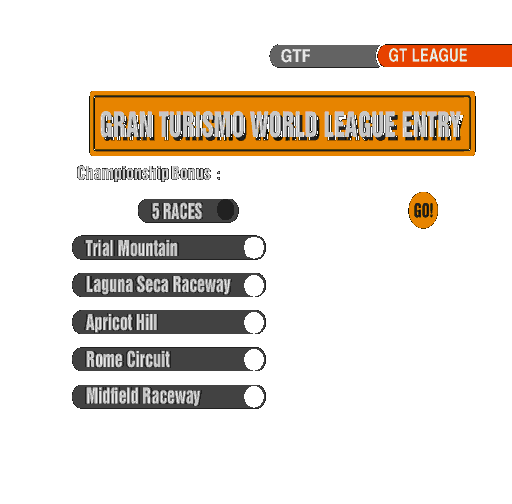 GTF
GT LEAGUE
GRAN TURISMO WORLD LEAGUE ENTRY
Championship Bonus :
5 RACES
GO!
Trial Mountain
Laguna Seca Raceway
Apricot Hill
Rome Circuit
Midfield Raceway